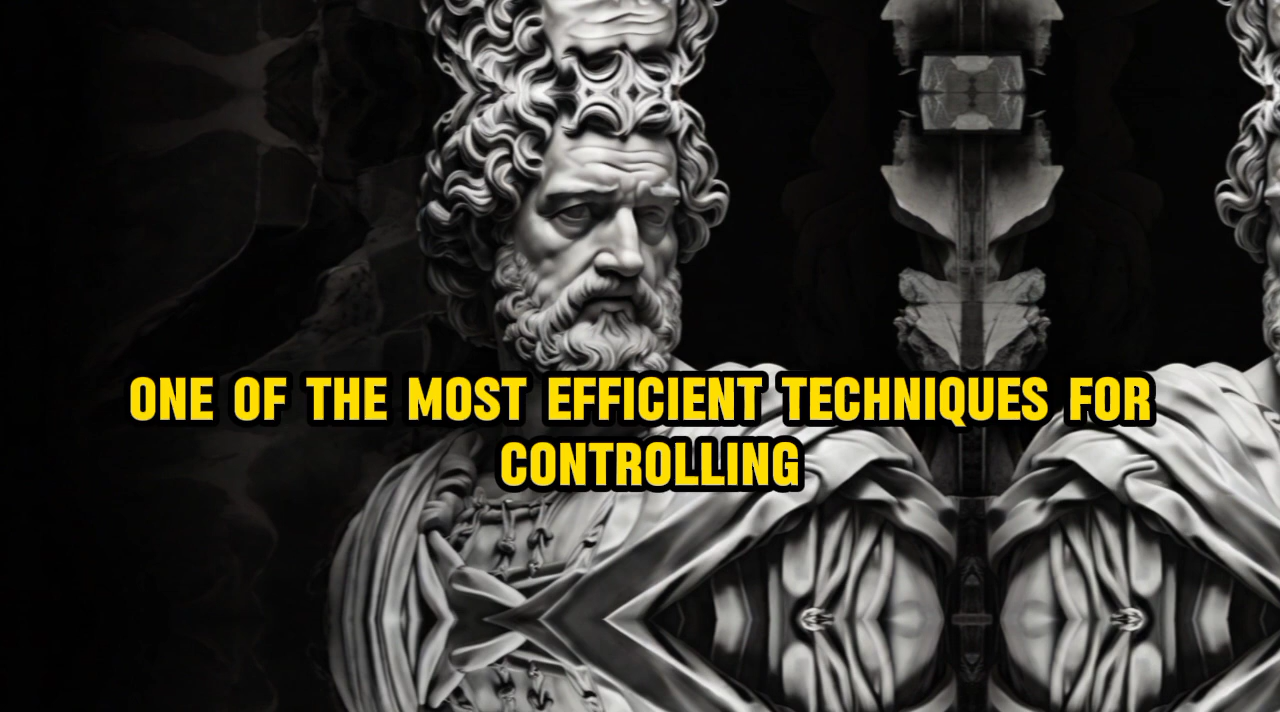 ONE OF THE MOST EFFICIENT TECHNIQUES FOR
CONTROLLING